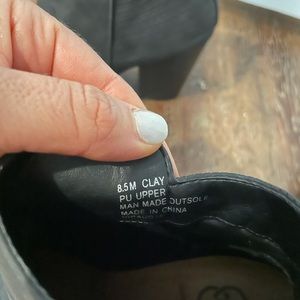 8.5M CLAY
PU UPPER
MAN MADE OUTSOLE
MADE IN CHINA